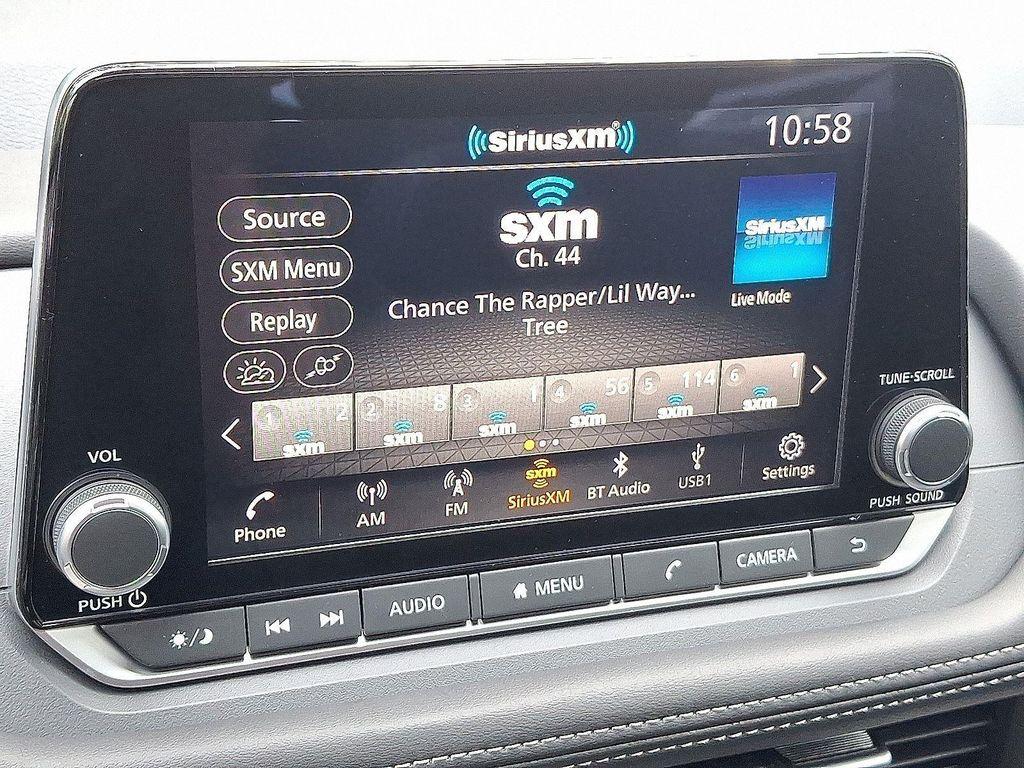 SiriusXM
10:58
Source
sxm
Ch. 44
SiriusXM
SXM Menu
Live Mode
Replay
Chance The Rapper/Lil Way...
Tree
1 2 sxm
2 8 sxm
3 1 sxm
4 56 sxm
5 114 sxm
6 1 sxm
Phone
AM
FM
sxm
SiriusXM
BT Audio
USB1
Settings
VOL
PUSH
TUNE·SCROLL
PUSH SOUND
AUDIO
MENU
CAMERA